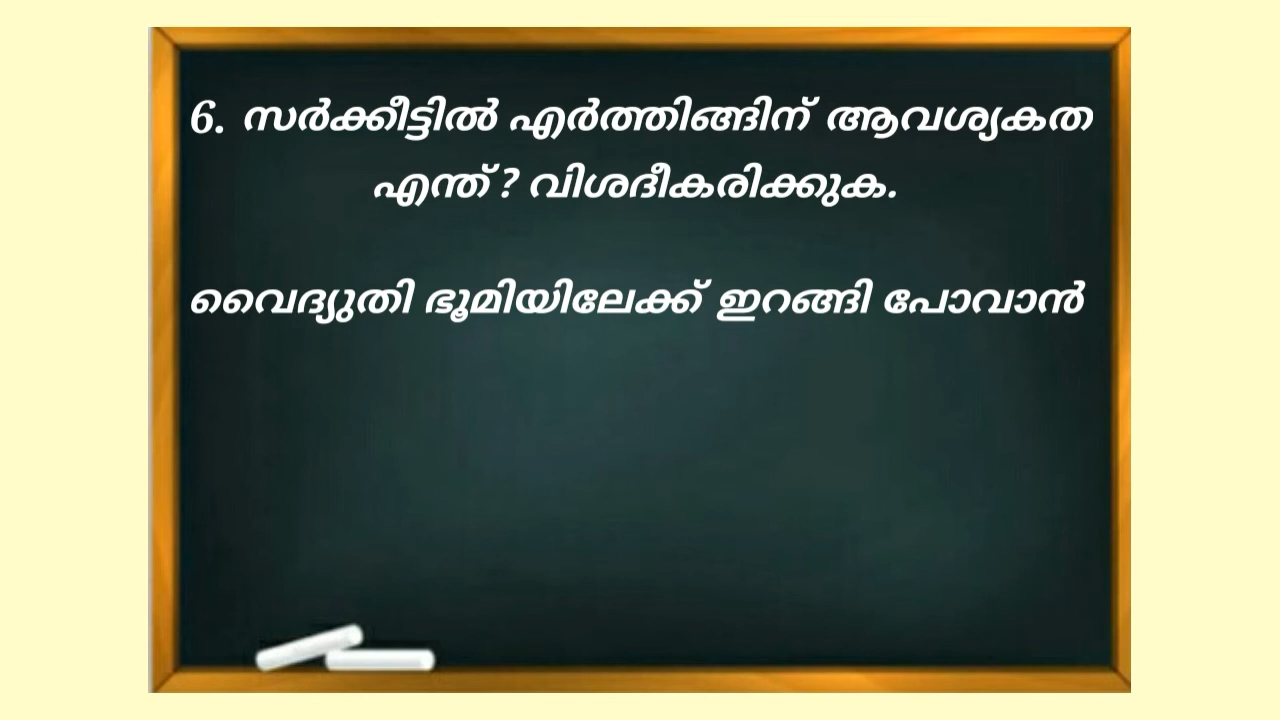 6. സർക്കീട്ടിൽ എർത്തിങ്ങിന് ആവശ്യകത
എന്ത് ? വിശദീകരിക്കുക.
വൈദ്യുതി ഭൂമിയിലേക്ക് ഇറങ്ങി പോവാൻ